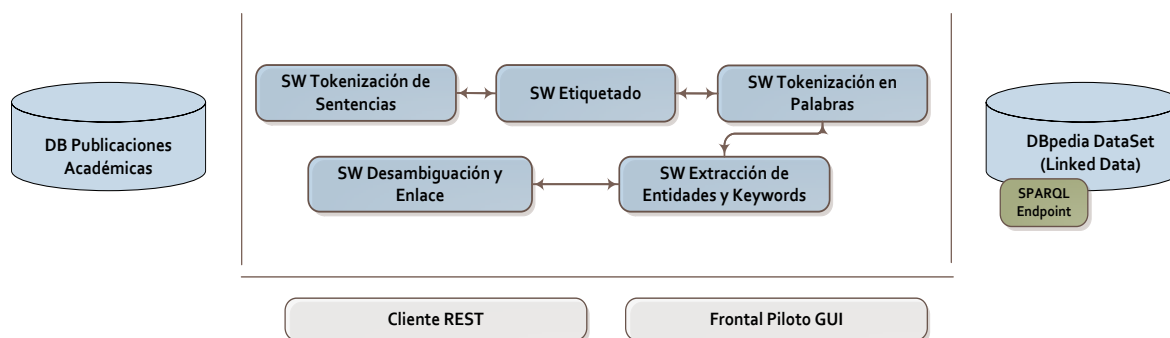 SW Tokenización de
Sentencias
SW Etiquetado
SW Tokenización en
Palabras
DB Publicaciones
Académicas
DBpedia DataSet
(Linked Data)
SW Desambiguación y
Enlace
SW Extracción de
Entidades y Keywords
SPARQL
Endpoint
Cliente REST
Frontal Piloto GUI